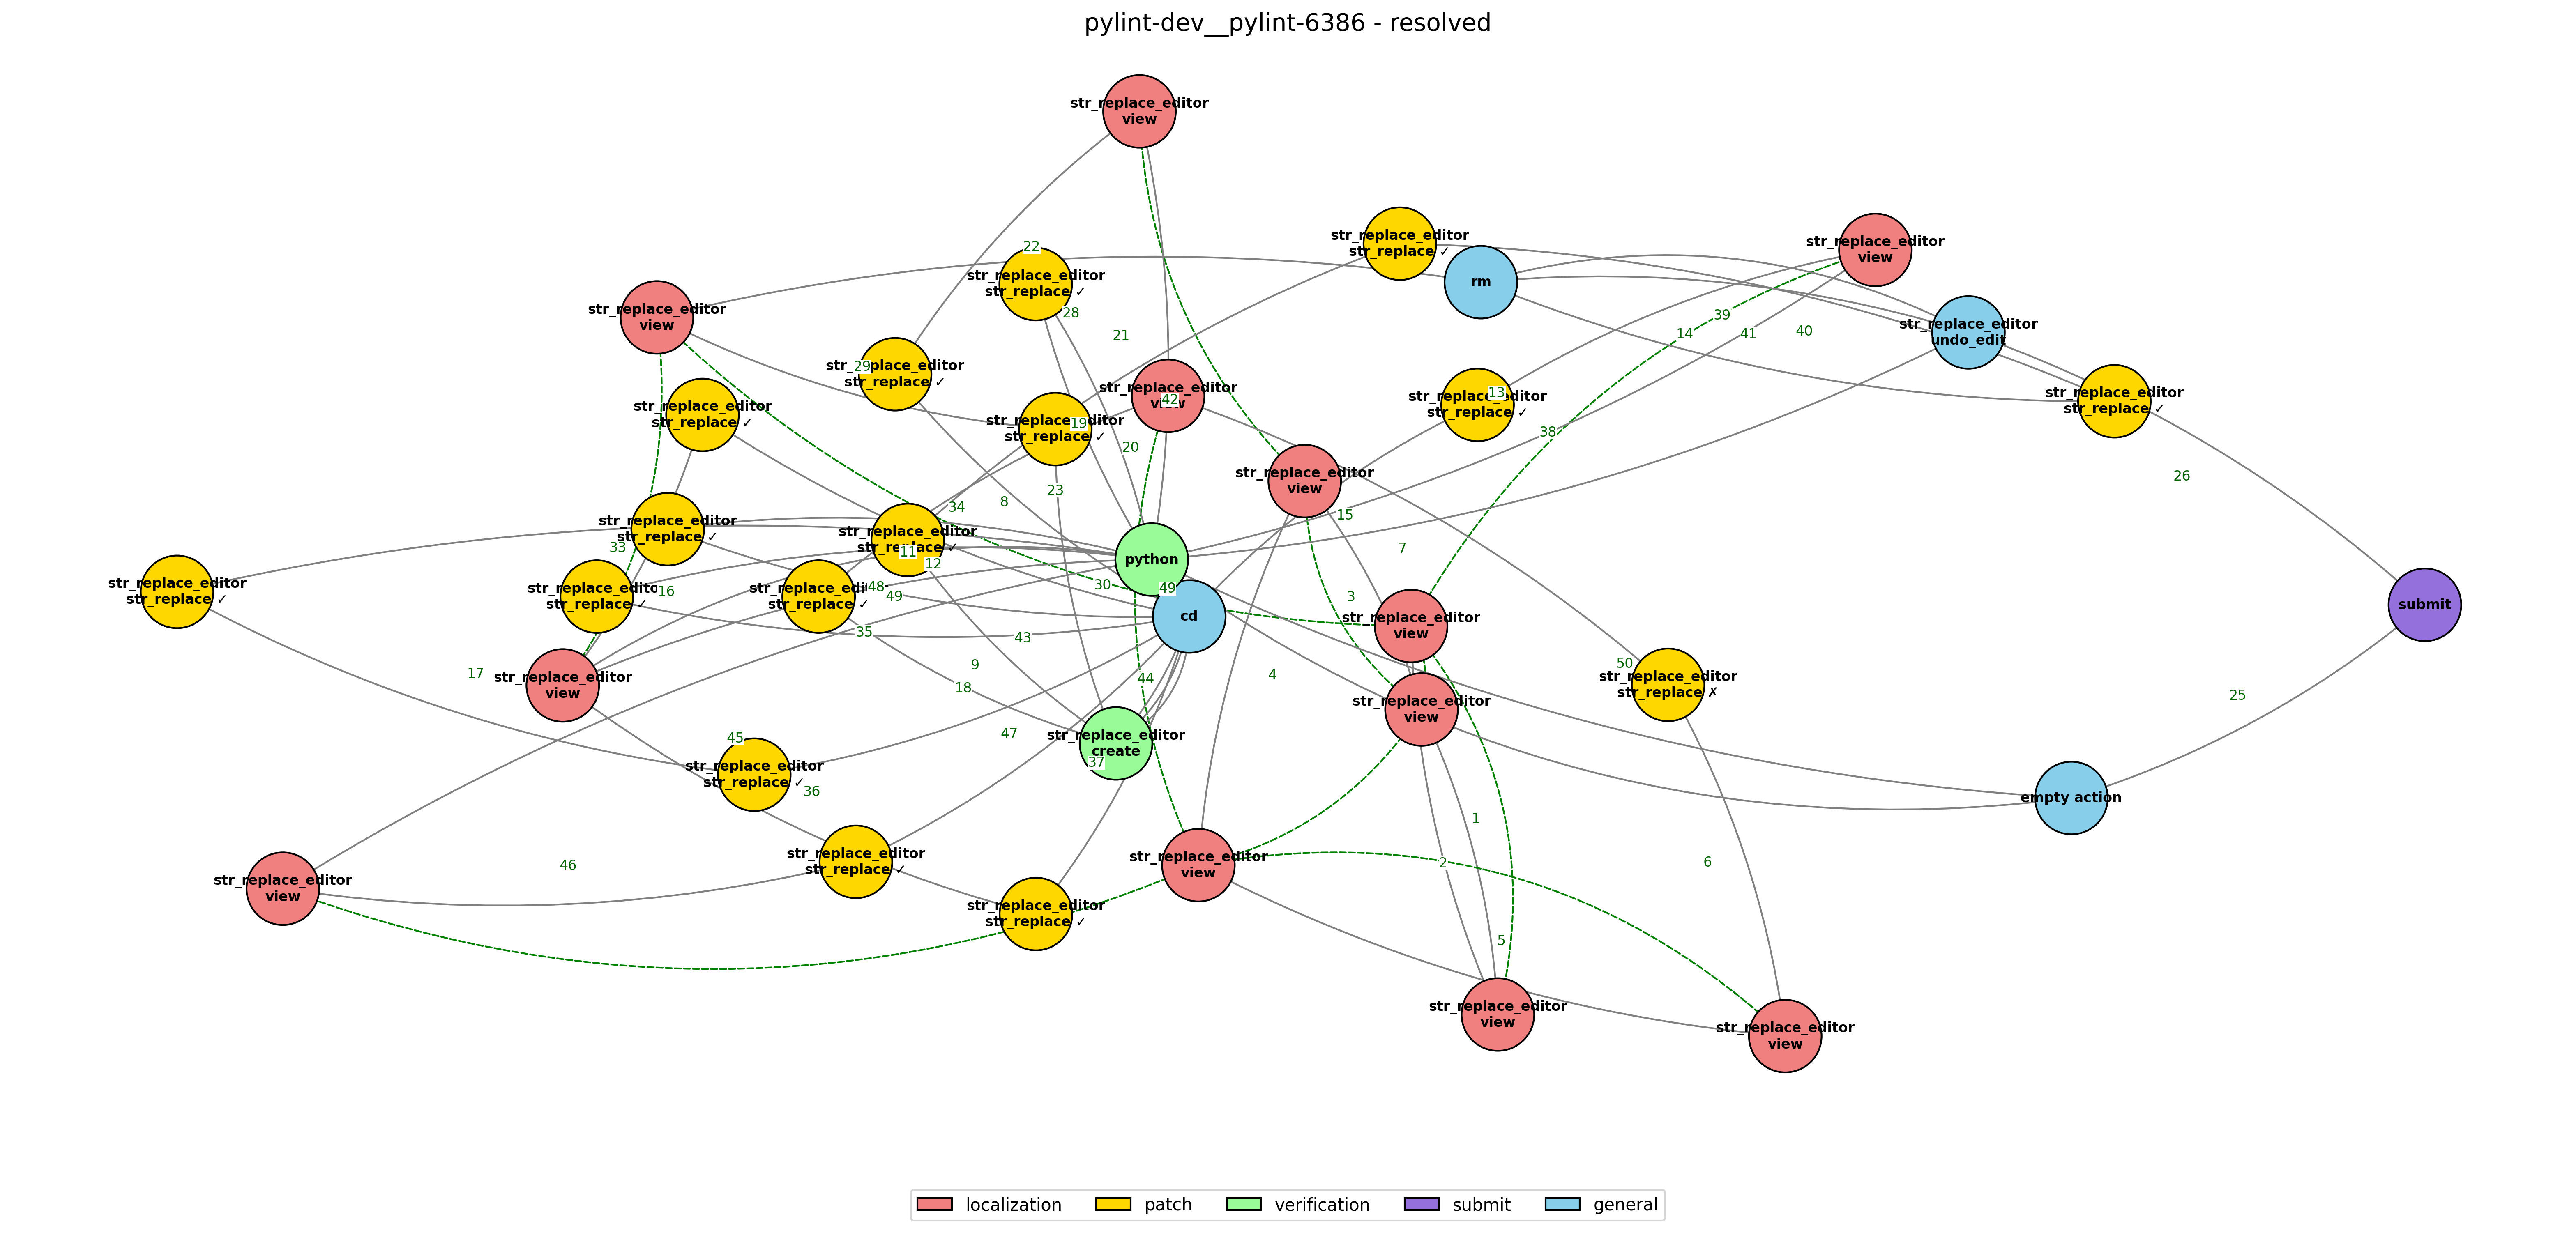 pylint-dev__pylint-6386 - resolved
str_replace_editor
view
str_replace_editor
str_replace ✓
str_replace_editor
view
22
str_replace_editor
str_replace ✓
rm
str_replace_editor
view
28
39
str_replace_editor
undo_edit
21
14
41
40
29
str_replace_editor
str_replace ✓
str_replace_editor
view
42
13
str_replace_editor
str_replace ✓
str_replace_editor
str_replace ✓
str_replace_editor
str_replace ✓
19
str_replace_editor
str_replace ✓
38
20
str_replace_editor
view
26
23
8
34
15
str_replace_editor
str_replace ✓
33
str_replace_editor
str_replace ✓
11
12
7
python
str_replace_editor
str_replace ✓
str_replace_editor
str_replace ✓
16
str_replace_editor
str_replace ✓
48
49
30
49
3
submit
cd
str_replace_editor
view
35
43
9
50
17
str_replace_editor
view
18
44
4
str_replace_editor
str_replace ✗
25
str_replace_editor
view
45
47
str_replace_editor
create
37
str_replace_editor
str_replace ✓
36
empty action
1
46
str_replace_editor
str_replace ✓
str_replace_editor
view
2
6
str_replace_editor
view
str_replace_editor
str_replace ✓
5
str_replace_editor
view
str_replace_editor
view
localization
patch
verification
submit
general
str_replace_editor
view